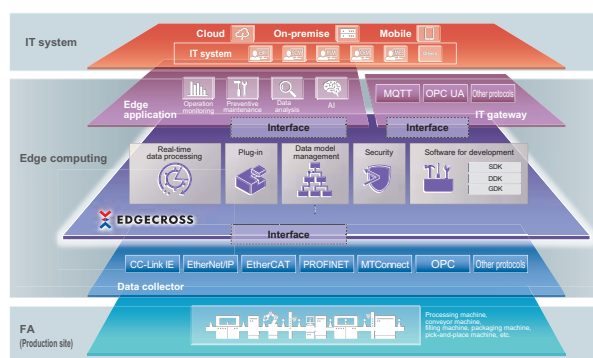 IT system
Cloud
On-premise
Mobile
IT system
Edge computing
Edge
application
Operation
monitoring
Preventive
maintenance
Data
analysis
AI
MQTT
OPC UA
Other protocols
IT gateway
Interface
Interface
Real-time
data processing
Plug-in
Data model
management
Security
Software for development
SDK
DDK
GDK
EDGECROSS
Interface
CC-Link IE
EtherNet/IP
EtherCAT
PROFINET
MTConnect
OPC
Other protocols
Data collector
FA
(Production site)
Processing machine,
conveyor machine,
filling machine, packaging machine,
pick-and-place machine, etc.